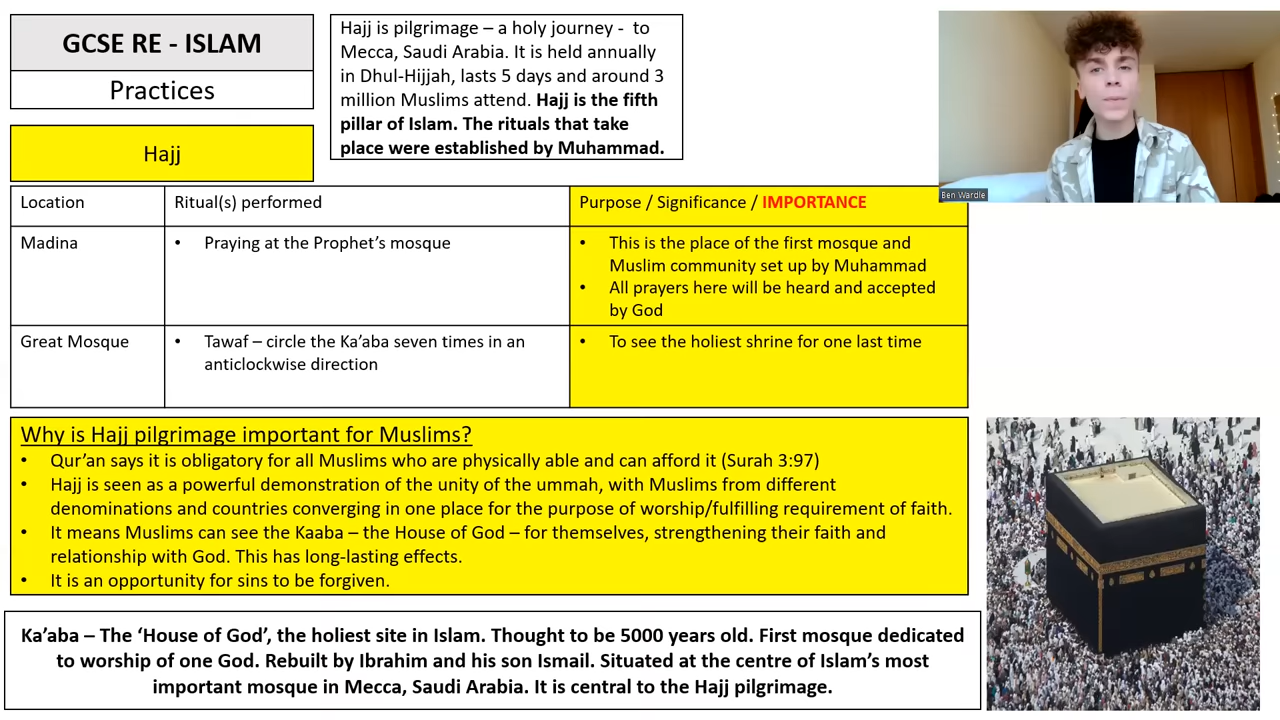 GCSE RE - ISLAM
Practices
Hajj
Hajj is pilgrimage – a holy journey - to
Mecca, Saudi Arabia. It is held annually
in Dhul-Hijjah, lasts 5 days and around 3
million Muslims attend. Hajj is the fifth
pillar of Islam. The rituals that take
place were established by Muhammad.
Ben Wardle
Location
Ritual(s) performed
Purpose / Significance / IMPORTANCE
Madina
• Praying at the Prophet's mosque
• This is the place of the first mosque and
Muslim community set up by Muhammad
• All prayers here will be heard and accepted
by God
Great Mosque
• Tawaf – circle the Ka'aba seven times in an
anticlockwise direction
• To see the holiest shrine for one last time
Why is Hajj pilgrimage important for Muslims?
• Qur'an says it is obligatory for all Muslims who are physically able and can afford it (Surah 3:97)
• Hajj is seen as a powerful demonstration of the unity of the ummah, with Muslims from different
denominations and countries converging in one place for the purpose of worship/fulfilling requirement of faith.
• It means Muslims can see the Kaaba – the House of God – for themselves, strengthening their faith and
relationship with God. This has long-lasting effects.
• It is an opportunity for sins to be forgiven.
Ka'aba – The 'House of God', the holiest site in Islam. Thought to be 5000 years old. First mosque dedicated
to worship of one God. Rebuilt by Ibrahim and his son Ismail. Situated at the centre of Islam's most
important mosque in Mecca, Saudi Arabia. It is central to the Hajj pilgrimage.